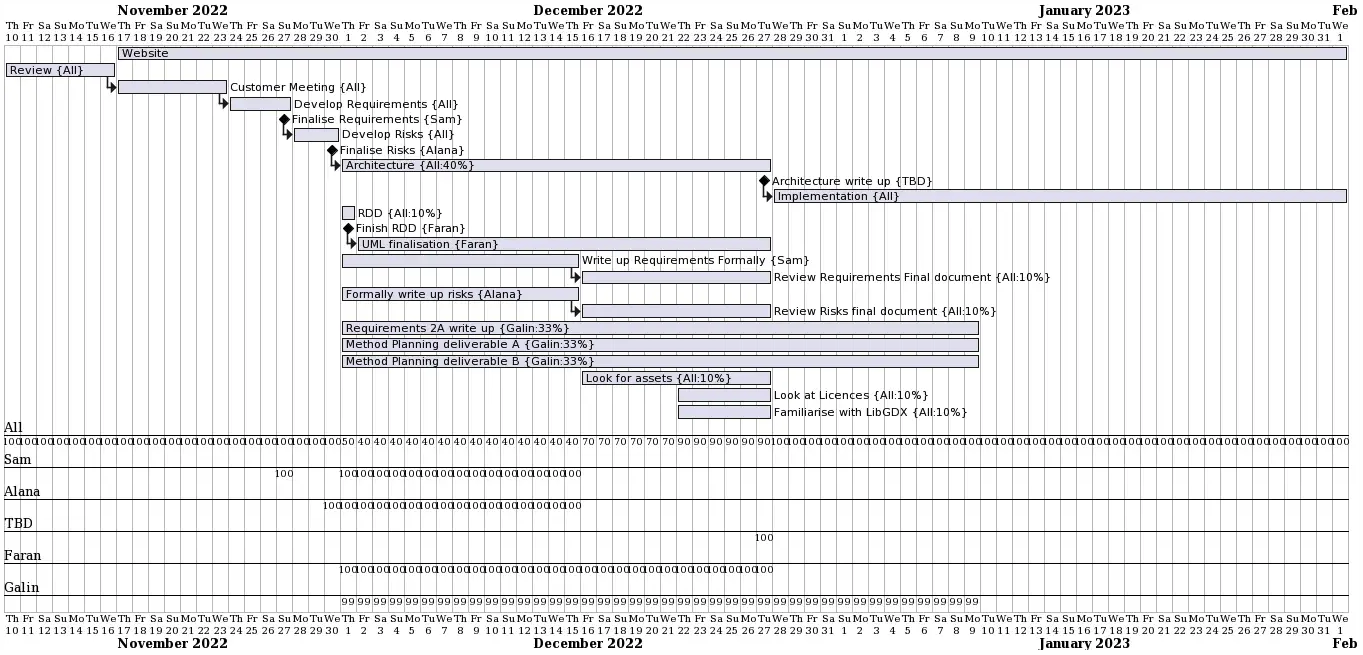 November 2022 December 2022 January 2023 Feb
Th Fr Sa Su Mo Tu We Th Fr Sa Su Mo Tu We Th Fr Sa Su Mo Tu We Th Fr Sa Su Mo Tu We Th Fr Sa Su Mo Tu We Th Fr Sa Su Mo Tu We Th Fr Sa Su Mo Tu We Th Fr Sa Su Mo Tu We Th Fr Sa Su Mo Tu We Th Fr Sa Su Mo Tu We Th Fr Sa Su Mo Tu We Th Fr Sa Su Mo Tu We
10 11 12 13 14 15 16 17 18 19 20 21 22 23 24 25 26 27 28 29 30 1 2 3 4 5 6 7 8 9 10 11 12 13 14 15 16 17 18 19 20 21 22 23 24 25 26 27 28 29 30 31 1 2 3 4 5 6 7 8 9 10 11 12 13 14 15 16 17 18 19 20 21 22 23 24 25 26 27 28 29 30 31 1
Website
Review {All}
Customer Meeting {All}
Develop Requirements {All}
Finalise Requirements {Sam}
Develop Risks {All}
Finalise Risks {Alana}
Architecture {All:40%}
Architecture write up {TBD}
Implementation {All}
RDD {All:10%}
Finish RDD {Faran}
UML finalisation {Faran}
Write up Requirements Formally {Sam}
Review Requirements Final document {All:10%}
Formally write up risks {Alana}
Review Risks final document {All:10%}
Requirements 2A write up {Galin:33%}
Method Planning deliverable A {Galin:33%}
Method Planning deliverable B {Galin:33%}
Look for assets {All:10%}
Look at Licences {All:10%}
Familiarise with LibGDX {All:10%}
All
100 100 100 100 100 100 100 100 100 100 100 100 100 100 100 100 100 100 100 100 100 50 40 40 40 40 40 40 40 40 40 40 40 40 40 40 70 70 70 70 70 70 90 90 90 90 90 90 100 100 100 100 100 100 100 100 100 100 100 100 100 100 100 100 100 100 100 100 100 100 100 100 100 100 100 100 100 100 100 100 100 100 100 100
Sam
100 100 100 100 100 100 100 100 100 100 100 100 100 100 100 100
Alana
100 100 100 100 100 100 100 100 100 100 100 100 100 100 100 100
TBD
100
Faran
100 100 100 100 100 100 100 100 100 100 100 100 100 100 100 100 100 100 100 100 100 100 100 100 100 100 100
Galin
99 99 99 99 99 99 99 99 99 99 99 99 99 99 99 99 99 99 99 99 99 99 99 99 99 99 99 99 99 99 99 99 99 99 99 99 99 99 99 99
Th Fr Sa Su Mo Tu We Th Fr Sa Su Mo Tu We Th Fr Sa Su Mo Tu We Th Fr Sa Su Mo Tu We Th Fr Sa Su Mo Tu We Th Fr Sa Su Mo Tu We Th Fr Sa Su Mo Tu We Th Fr Sa Su Mo Tu We Th Fr Sa Su Mo Tu We Th Fr Sa Su Mo Tu We Th Fr Sa Su Mo Tu We Th Fr Sa Su Mo Tu We
10 11 12 13 14 15 16 17 18 19 20 21 22 23 24 25 26 27 28 29 30 1 2 3 4 5 6 7 8 9 10 11 12 13 14 15 16 17 18 19 20 21 22 23 24 25 26 27 28 29 30 31 1 2 3 4 5 6 7 8 9 10 11 12 13 14 15 16 17 18 19 20 21 22 23 24 25 26 27 28 29 30 31 1
November 2022 December 2022 January 2023 Feb